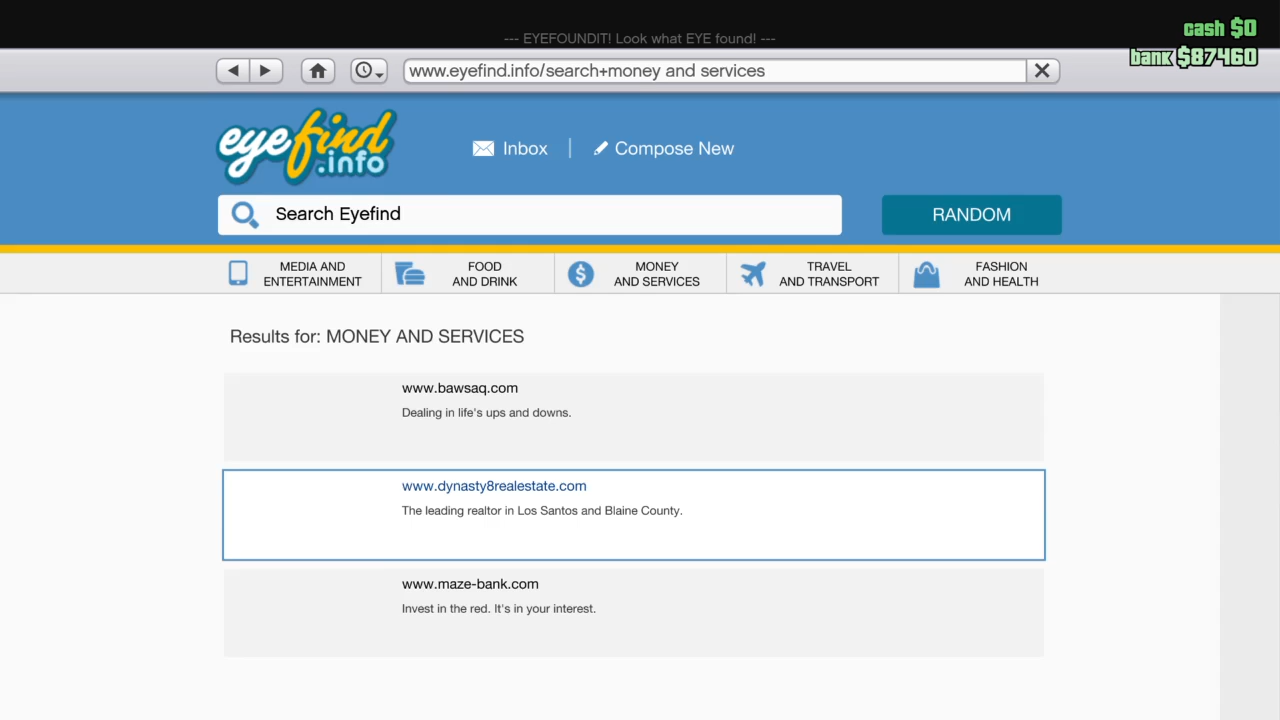 cash $0
--- EYEFOUNDIT! Look what EYE found! ---
bank $87460
www.eyefind.info/search+money and services
eyefind
.info
Inbox
Compose New
Search Eyefind
RANDOM
MEDIA AND
ENTERTAINMENT
FOOD
AND DRINK
MONEY
AND SERVICES
TRAVEL
AND TRANSPORT
FASHION
AND HEALTH
Results for: MONEY AND SERVICES
www.bawsaq.com
Dealing in life's ups and downs.
www.dynasty8realestate.com
The leading realtor in Los Santos and Blaine County.
www.maze-bank.com
Invest in the red. It's in your interest.